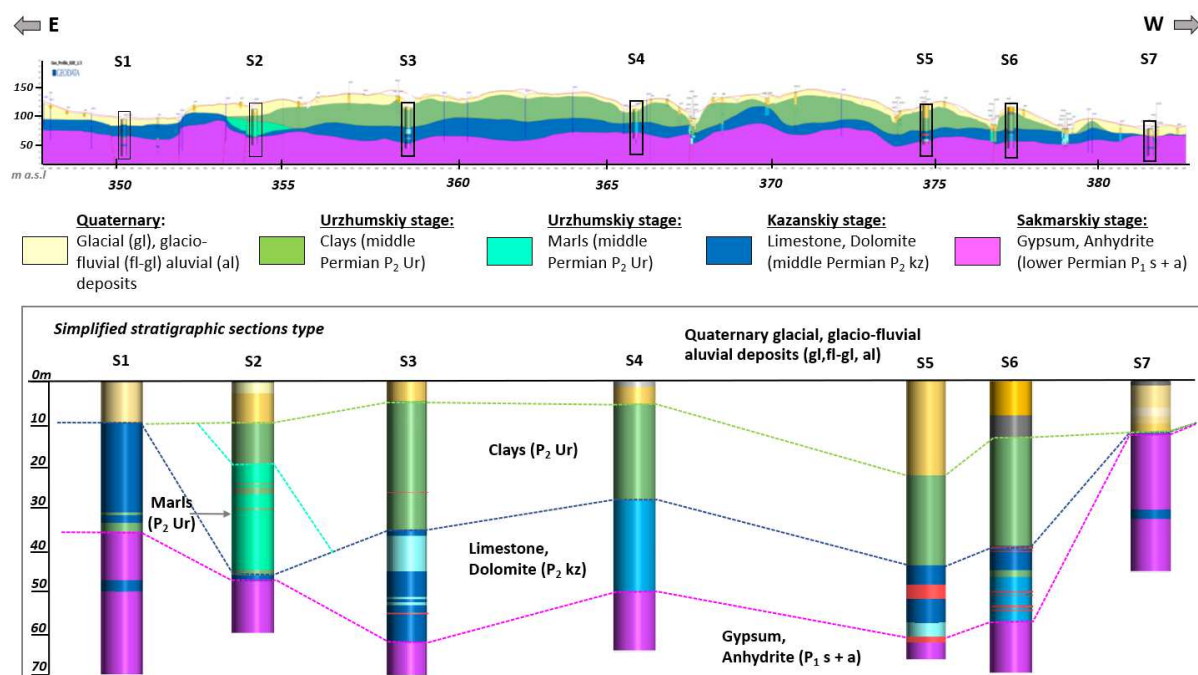 E
W
S1 S2 S3 S4 S5 S6 S7
GEODATA
150
100
50
m a.s.l
350 355 360 365 370 375 380
Quaternary:
Glacial (gl), glacio-
fluvial (fl-gl) aluvial (al)
deposits
Urzhumskiy stage:
Clays (middle
Permian P₂ Ur)
Urzhumskiy stage:
Marls (middle
Permian P₂ Ur)
Kazanskiy stage:
Limestone, Dolomite
(middle Permian P₂ kz)
Sakmarskiy stage:
Gypsum, Anhydrite
(lower Permian P₁ s + a)
Simplified stratigraphic sections type
Quaternary glacial, glacio-fluvial
aluvial deposits (gl,fl-gl, al)
S1 S2 S3 S4 S5 S6 S7
0m
10
20
30
40
50
60
70
Clays (P₂ Ur)
Marls
(P₂ Ur)
Limestone,
Dolomite (P₂ kz)
Gypsum,
Anhydrite (P₁ s + a)